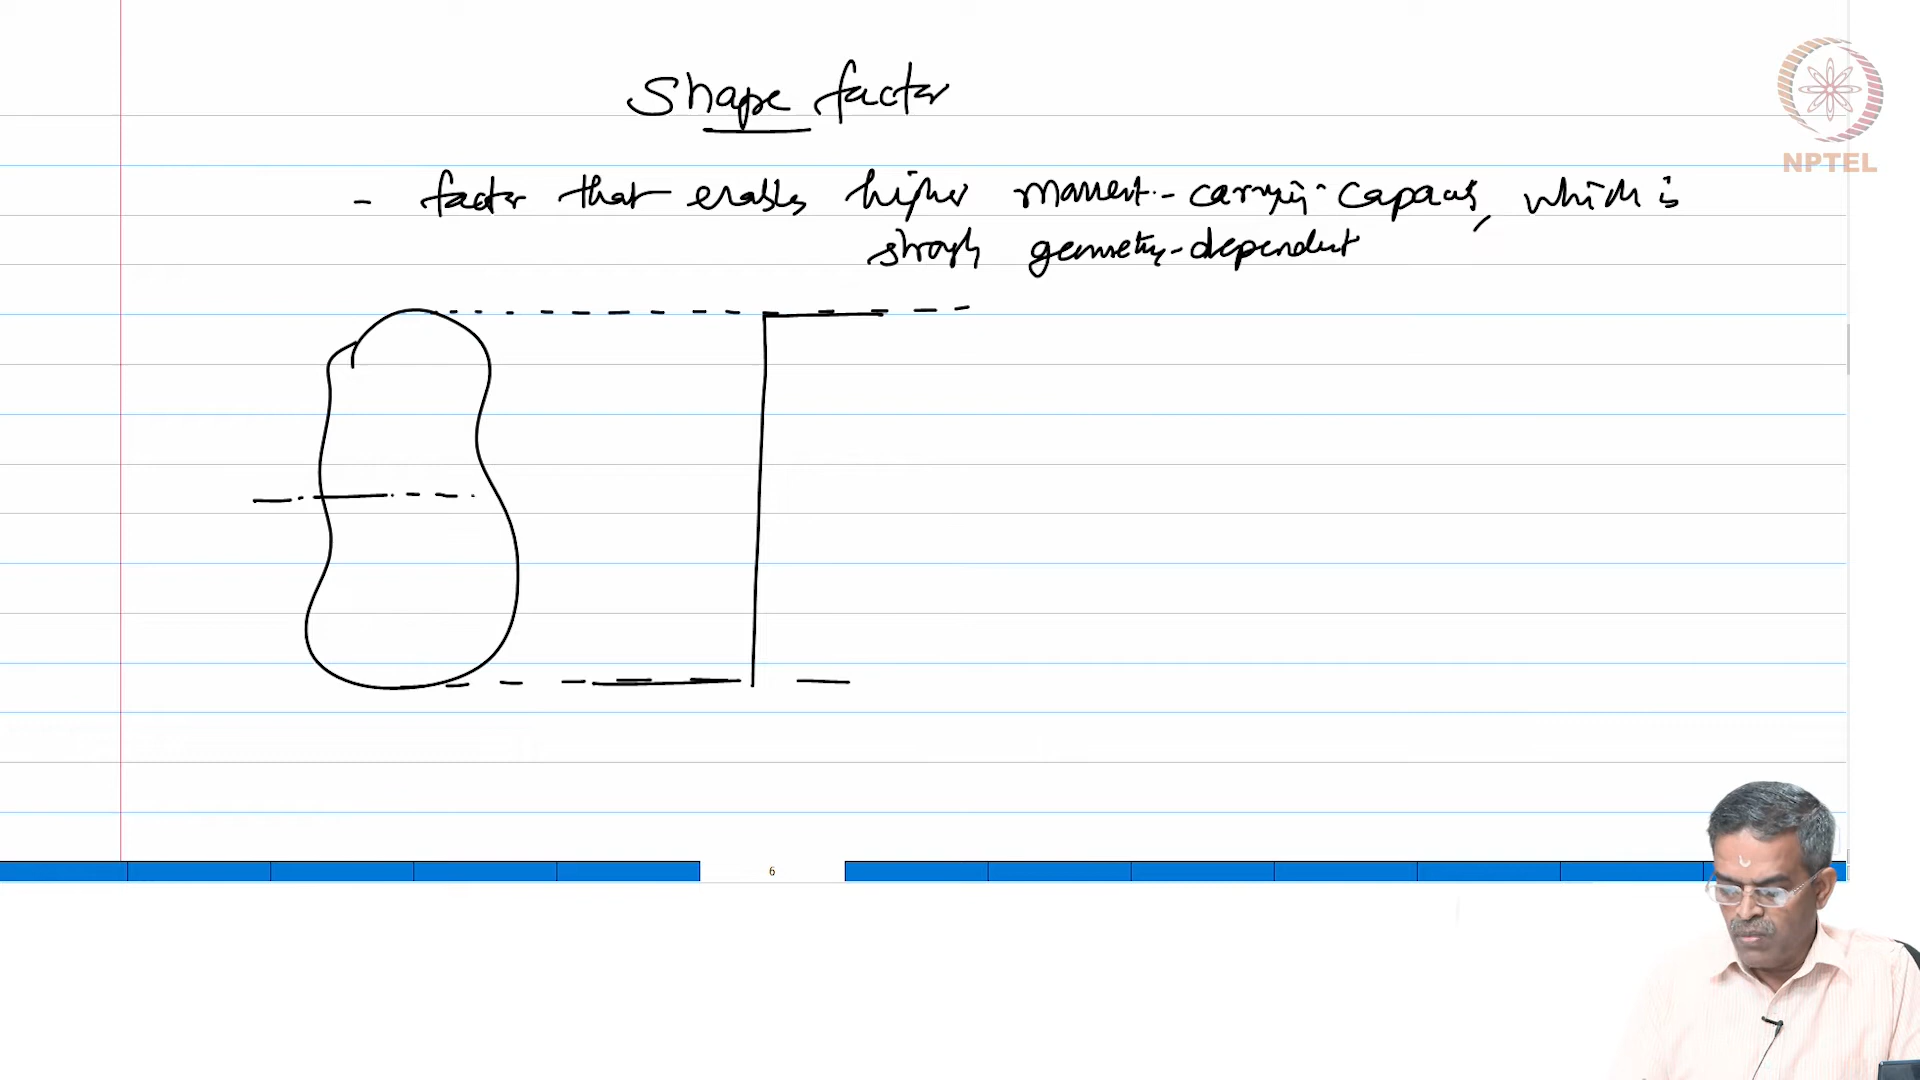 Shape factor
NPTEL
- factor that enables higher moment-carrying-capacity, which is
strongly geometry-dependent
6